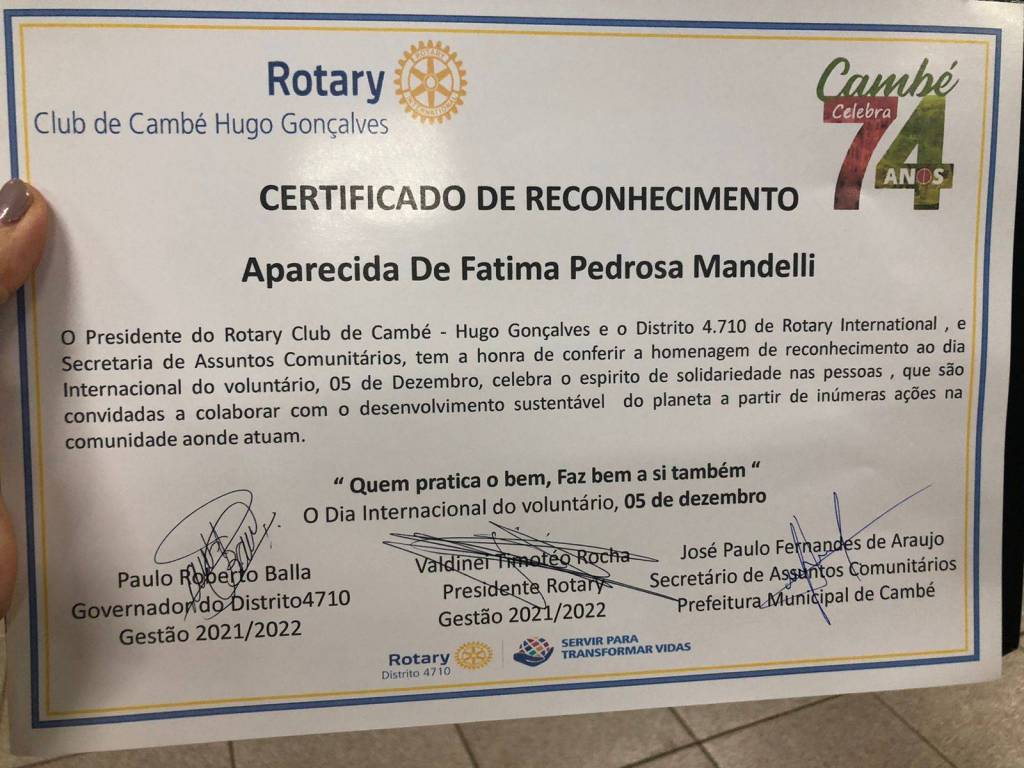 Rotary
Club de Cambé Hugo Gonçalves
Cambé
Celebra
74
ANOS
CERTIFICADO DE RECONHECIMENTO
Aparecida De Fatima Pedrosa Mandelli
O Presidente do Rotary Club de Cambé - Hugo Gonçalves e o Distrito 4.710 de Rotary International , e
Secretaria de Assuntos Comunitários, tem a honra de conferir a homenagem de reconhecimento ao dia
Internacional do voluntário, 05 de Dezembro, celebra o espirito de solidariedade nas pessoas , que são
convidadas a colaborar com o desenvolvimento sustentável do planeta a partir de inúmeras ações na
comunidade aonde atuam.
“ Quem pratica o bem, Faz bem a si também “
O Dia Internacional do voluntário, 05 de dezembro
Paulo Roberto Balla
Governador do Distrito4710
Gestão 2021/2022
Valdinei Timotéo Rocha
Presidente Rotary
Gestão 2021/2022
José Paulo Fernandes de Araujo
Secretário de Assuntos Comunitários
Prefeitura Municipal de Cambé
Rotary
Distrito 4710
SERVIR PARA
TRANSFORMAR VIDAS